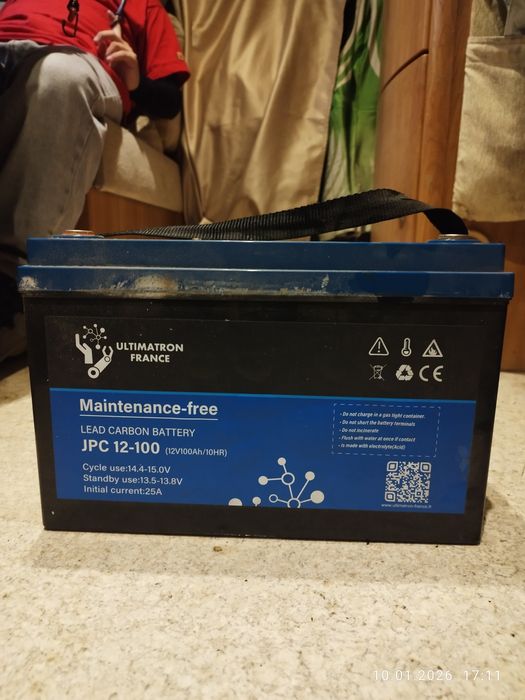 ULTIMATRON
FRANCE
Maintenance-free
LEAD CARBON BATTERY
JPC 12-100 (12V100Ah/10HR)
Cycle use:14.4-15.0V
Standby use:13.5-13.8V
Initial current:25A
- Do not charge in a gas tight container.
- Do not short the battery terminals
- Do not incinerate
- Flush with water at once if contact
- Is made with electrolyte(Acid)
www.ultimatron-france.fr
10.01.2026 17:11